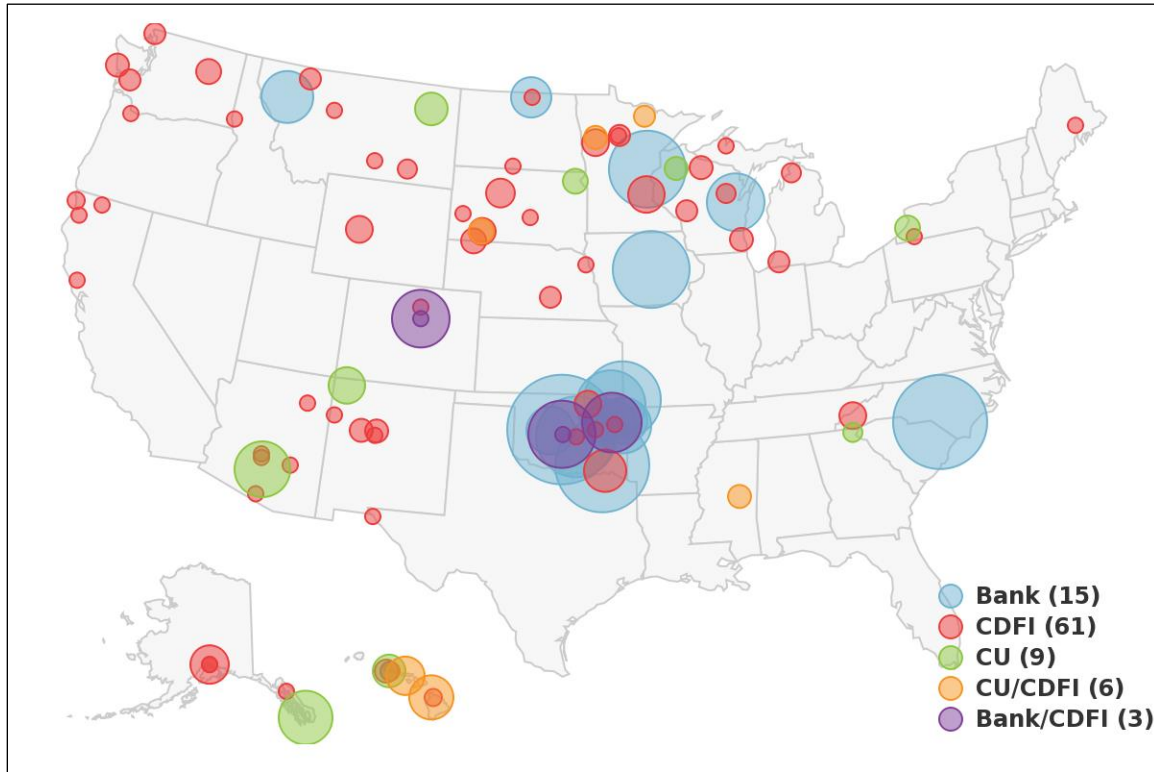 Bank (15)
CDFI (61)
CU (9)
CU/CDFI (6)
Bank/CDFI (3)